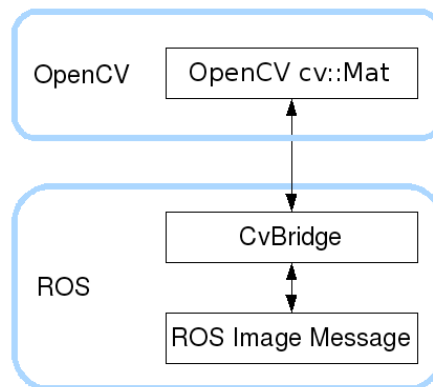 OpenCV
OpenCV cv::Mat
CvBridge
ROS
ROS Image Message